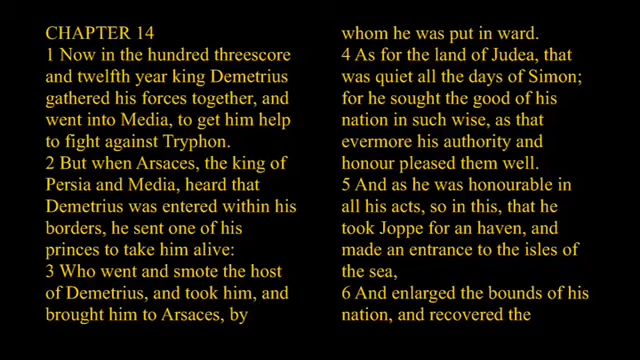 CHAPTER 14
1 Now in the hundred threescore
and twelfth year king Demetrius
gathered his forces together, and
went into Media, to get him help
to fight against Tryphon.
2 But when Arsaces, the king of
Persia and Media, heard that
Demetrius was entered within his
borders, he sent one of his
princes to take him alive:
3 Who went and smote the host
of Demetrius, and took him, and
brought him to Arsaces, by
whom he was put in ward.
4 As for the land of Judea, that
was quiet all the days of Simon;
for he sought the good of his
nation in such wise, as that
evermore his authority and
honour pleased them well.
5 And as he was honourable in
all his acts, so in this, that he
took Joppe for an haven, and
made an entrance to the isles of
the sea,
6 And enlarged the bounds of his
nation, and recovered the